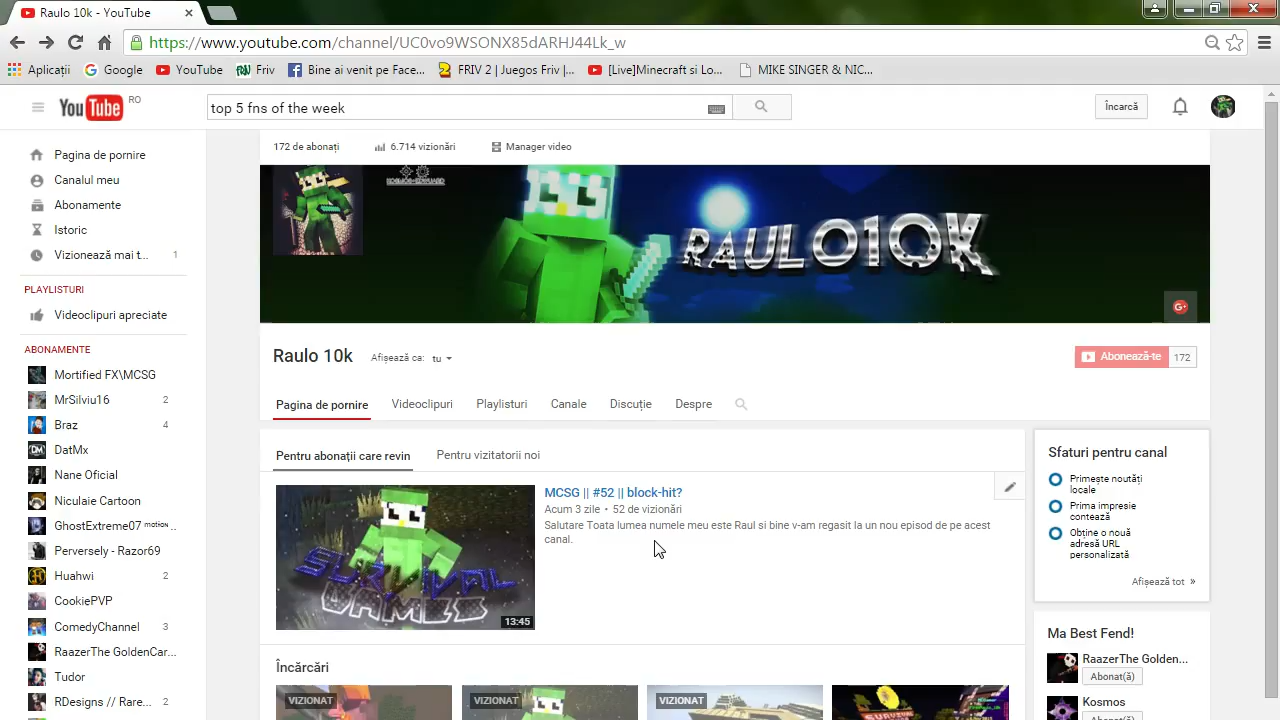 Raulo 10k - YouTube
https://www.youtube.com/channel/UC0vo9WSONX85dARHJ44Lk_w
Aplicații Google YouTube Friv Bine ai venit pe Face... FRIV 2 | Juegos Friv |... [Live]Minecraft si Lo... MIKE SINGER & NIC...
YouTube RO top 5 fns of the week Încarcă
172 de abonați 6.714 vizionări Manager video
Pagina de pornire
Canalul meu
Abonamente
Istoric
Vizionează mai t... 1
PLAYLISTURI
Videoclipuri apreciate
ABONAMENTE
Mortified FX\MCSG
MrSilviu16 2
Braz 4
DatMx
Nane Oficial
Niculaie Cartoon
GhostExtreme07 ᵐᵒᵗⁱᵒⁿ ..
Perversely - Razor69
Huahwi 2
CookiePVP
ComedyChannel 3
RaazerThe GoldenCar...
Tudor
RDesigns // Rare... 2
RAULO10K
Raulo 10k Afișează ca: tu
Abonează-te 172
Pagina de pornire Videoclipuri Playlisturi Canale Discuție Despre
Pentru abonații care revin Pentru vizitatorii noi
SURVIVAL
GAMES
13:45
MCSG || #52 || block-hit?
Acum 3 zile • 52 de vizionări
Salutare Toata lumea numele meu este Raul si bine v-am regasit la un nou episod de pe acest
canal.
Încărcări
VIZIONAT VIZIONAT VIZIONAT
Sfaturi pentru canal
Primește noutăți
locale
Prima impresie
contează
Obține o nouă
adresă URL
personalizată
Afișează tot »
Ma Best Fend!
RaazerThe Golden...
Abonat(ă)
Kosmos
Abonat(ă)